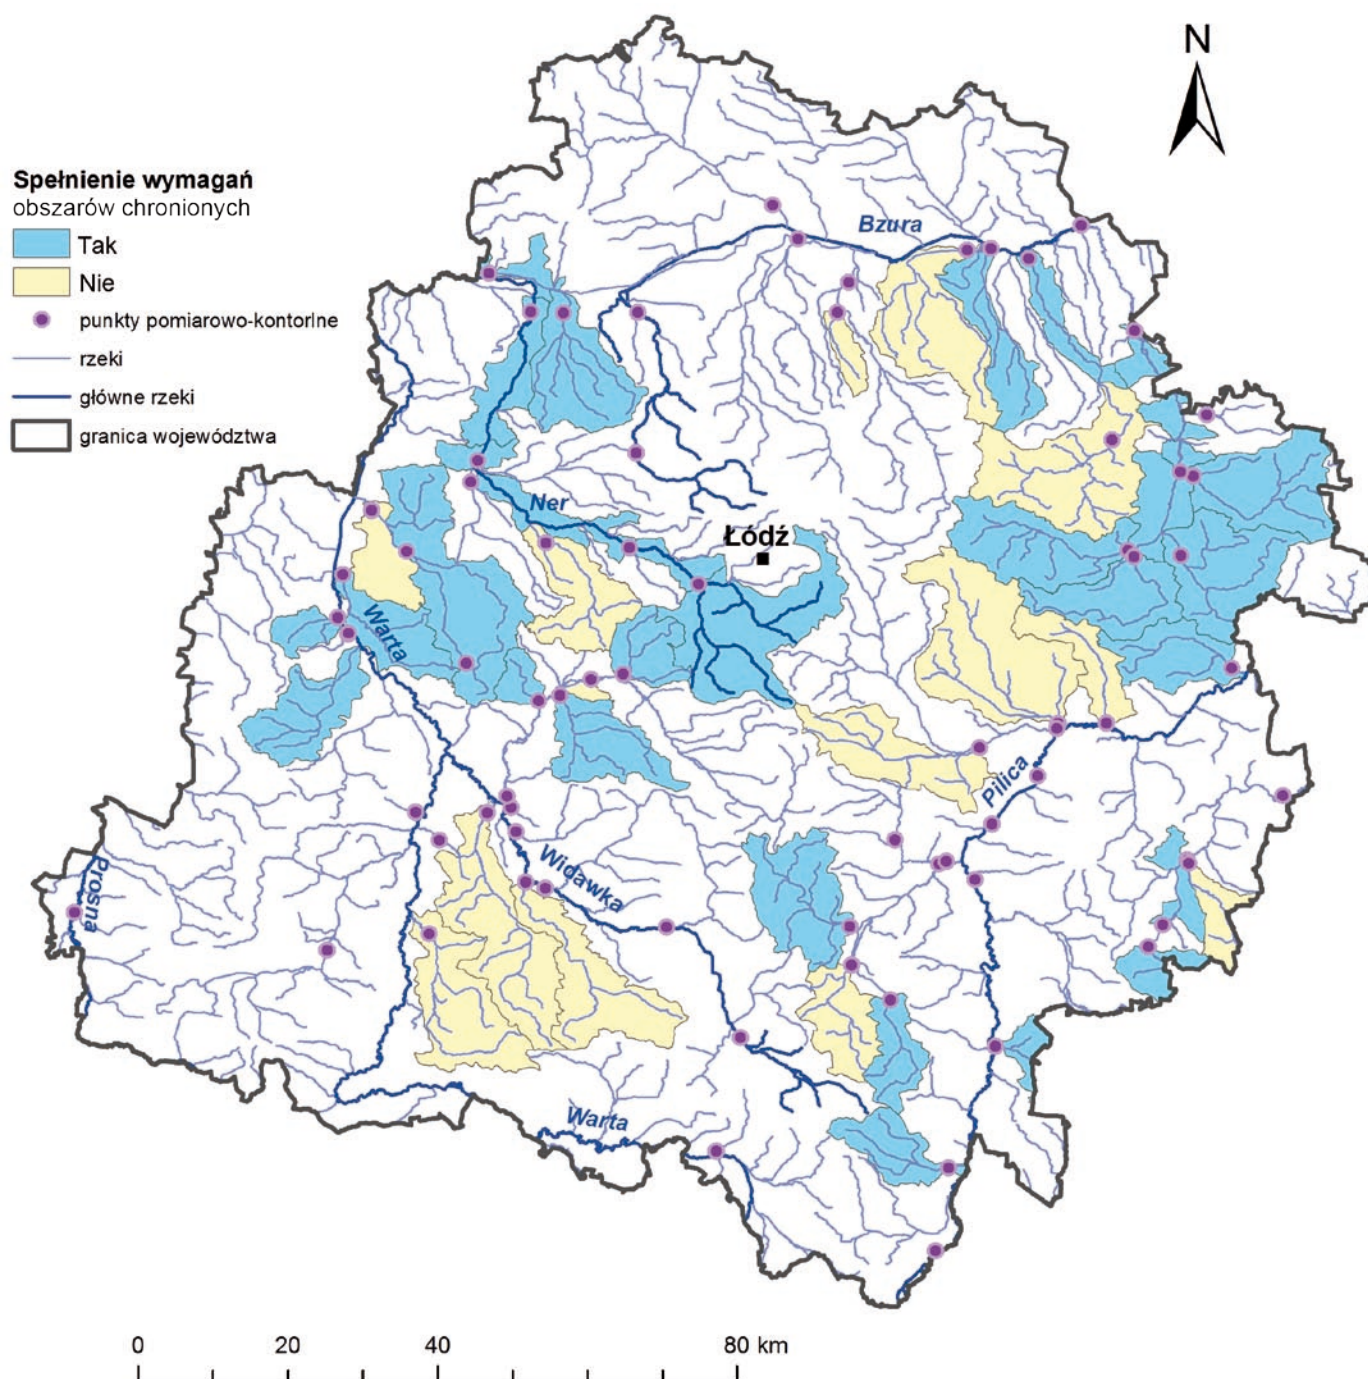 N
Spełnienie wymagań
obszarów chronionych
Tak
Nie
punkty pomiarowo-kontorlne
rzeki
główne rzeki
granica województwa
Bzura
Ner
Łódź
Warta
Pilica
Widawka
Prosna
Warta
0 20 40 80 km